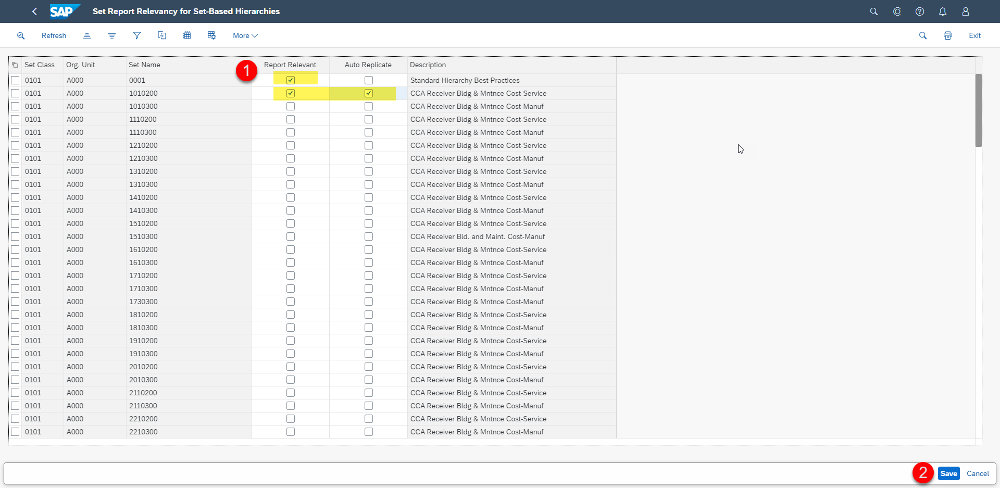 SAP Set Report Relevancy for Set-Based Hierarchies
Refresh More Exit
Set Class Org. Unit Set Name Report Relevant Auto Replicate Description
1
0101 A000 0001 Standard Hierarchy Best Practices
0101 A000 1010200 CCA Receiver Bldg & Mntnce Cost-Service
0101 A000 1010300 CCA Receiver Bldg & Mntnce Cost-Manuf
0101 A000 1110200 CCA Receiver Bldg & Mntnce Cost-Service
0101 A000 1110300 CCA Receiver Bldg & Mntnce Cost-Manuf
0101 A000 1210200 CCA Receiver Bldg & Mntnce Cost-Service
0101 A000 1210300 CCA Receiver Bldg & Mntnce Cost-Manuf
0101 A000 1310200 CCA Receiver Bldg & Mntnce Cost-Service
0101 A000 1310300 CCA Receiver Bldg & Mntnce Cost-Manuf
0101 A000 1410200 CCA Receiver Bldg & Mntnce Cost-Service
0101 A000 1410300 CCA Receiver Bldg & Mntnce Cost-Manuf
0101 A000 1510200 CCA Receiver Bldg & Mntnce Cost-Service
0101 A000 1510300 CCA Receiver Bld. and Maint. Cost-Manuf
0101 A000 1610200 CCA Receiver Bldg & Mntnce Cost-Service
0101 A000 1610300 CCA Receiver Bldg & Mntnce Cost-Manuf
0101 A000 1710200 CCA Receiver Bldg & Mntnce Cost-Service
0101 A000 1710300 CCA Receiver Bldg & Mntnce Cost-Manuf
0101 A000 1730300 CCA Receiver Bldg & Mntnce Cost-Manuf
0101 A000 1810200 CCA Receiver Bldg & Mntnce Cost-Service
0101 A000 1810300 CCA Receiver Bldg & Mntnce Cost-Manuf
0101 A000 1910200 CCA Receiver Bldg & Mntnce Cost-Service
0101 A000 1910300 CCA Receiver Bldg & Mntnce Cost-Manuf
0101 A000 2010200 CCA Receiver Bldg & Mntnce Cost-Service
0101 A000 2010300 CCA Receiver Bldg & Mntnce Cost-Manuf
0101 A000 2110200 CCA Receiver Bldg & Mntnce Cost-Service
0101 A000 2110300 CCA Receiver Bldg & Mntnce Cost-Manuf
0101 A000 2210200 CCA Receiver Bldg & Mntnce Cost-Service
0101 A000 2210300 CCA Receiver Bldg & Mntnce Cost-Manuf
2 Save Cancel